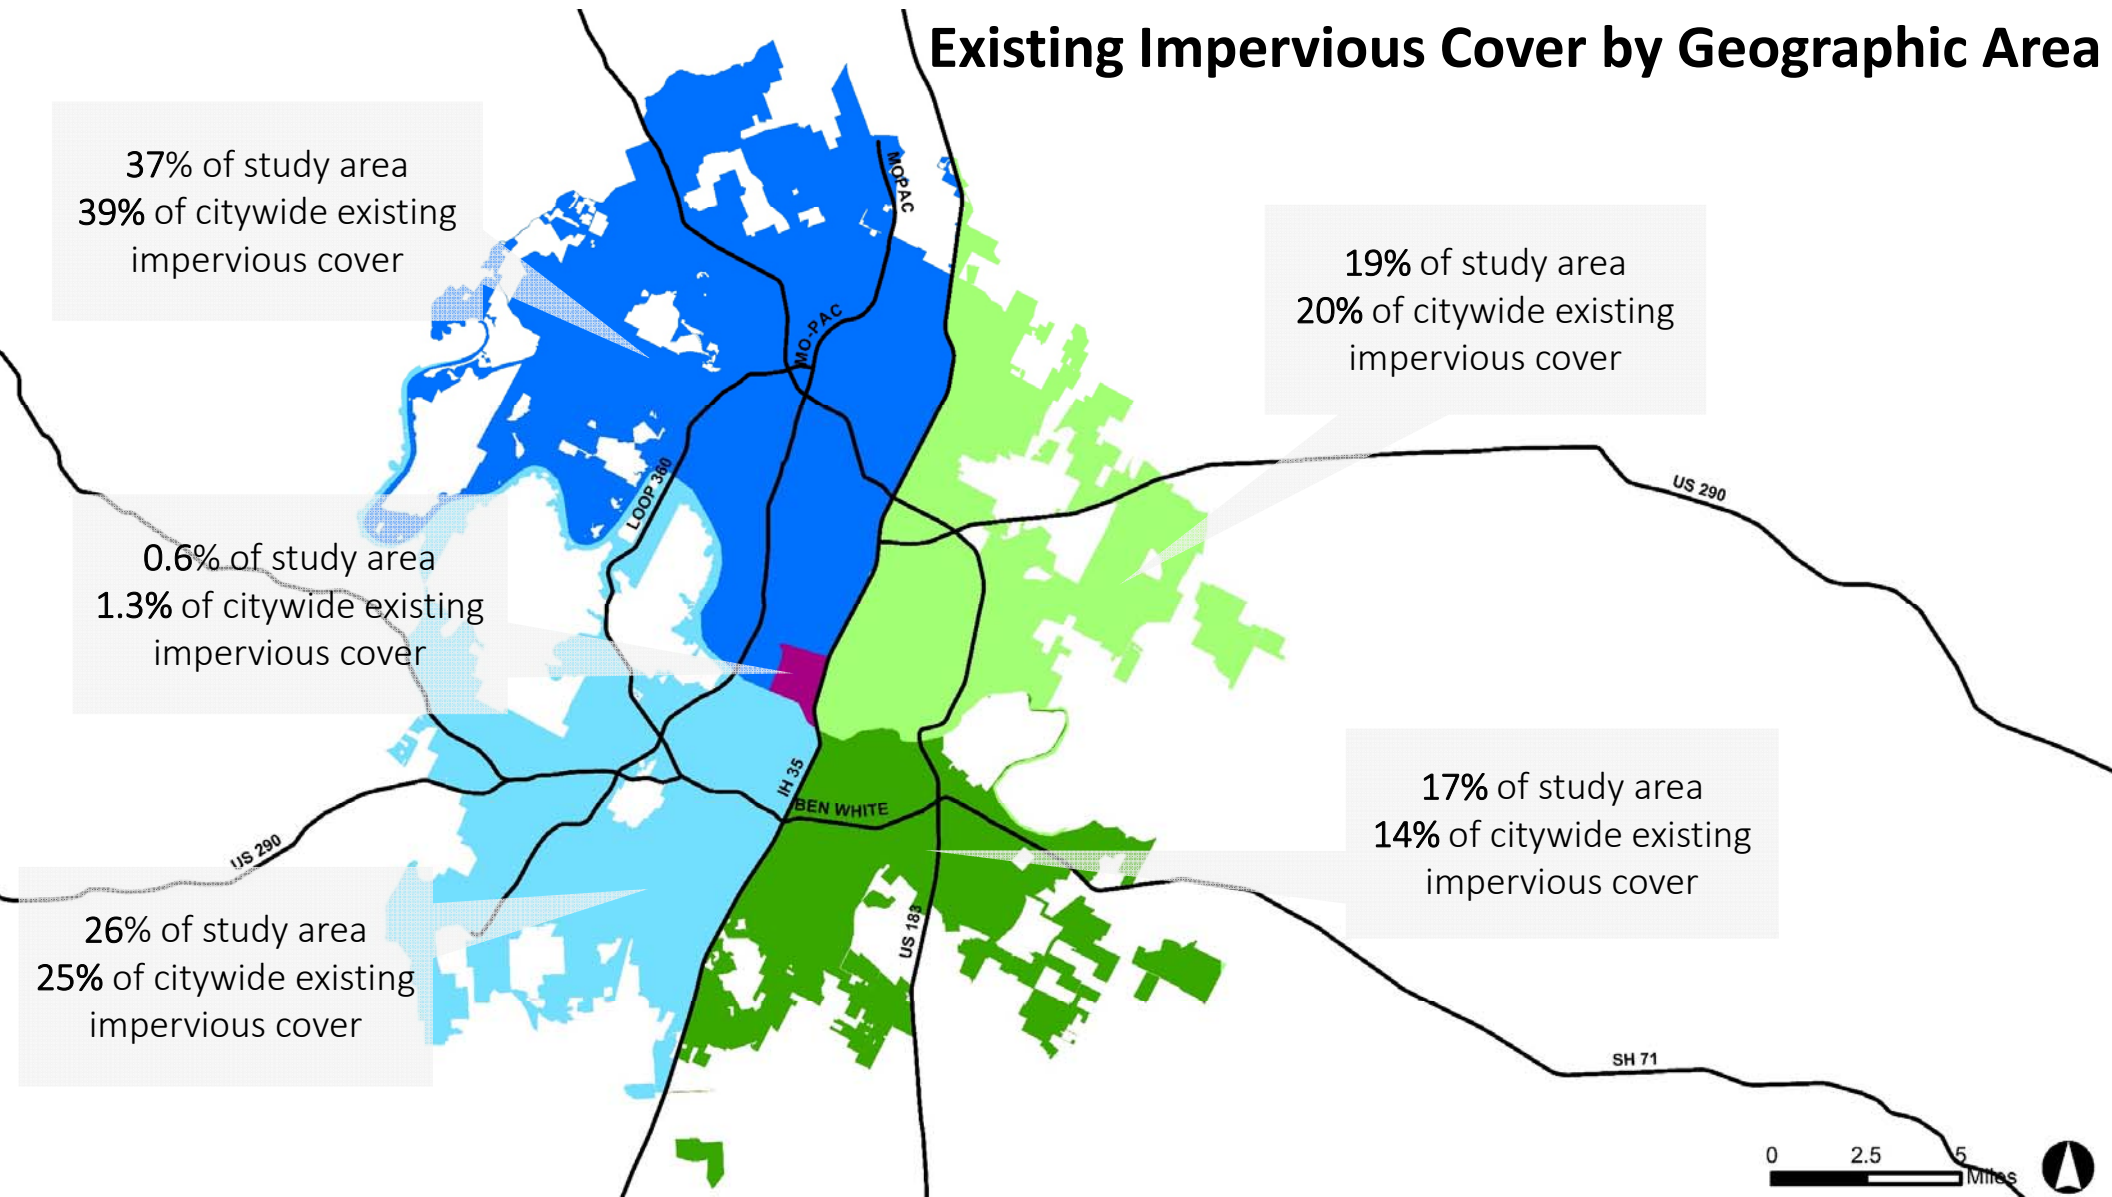 Existing Impervious Cover by Geographic Area
37% of study area
39% of citywide existing
impervious cover
MOPAC
19% of study area
20% of citywide existing
impervious cover
MO-PAC
LOOP 360
US 290
0.6% of study area
1.3% of citywide existing
impervious cover
IH 35
BEN WHITE
17% of study area
14% of citywide existing
impervious cover
US 290
US 183
26% of study area
25% of citywide existing
impervious cover
SH 71
0 2.5 5
Miles